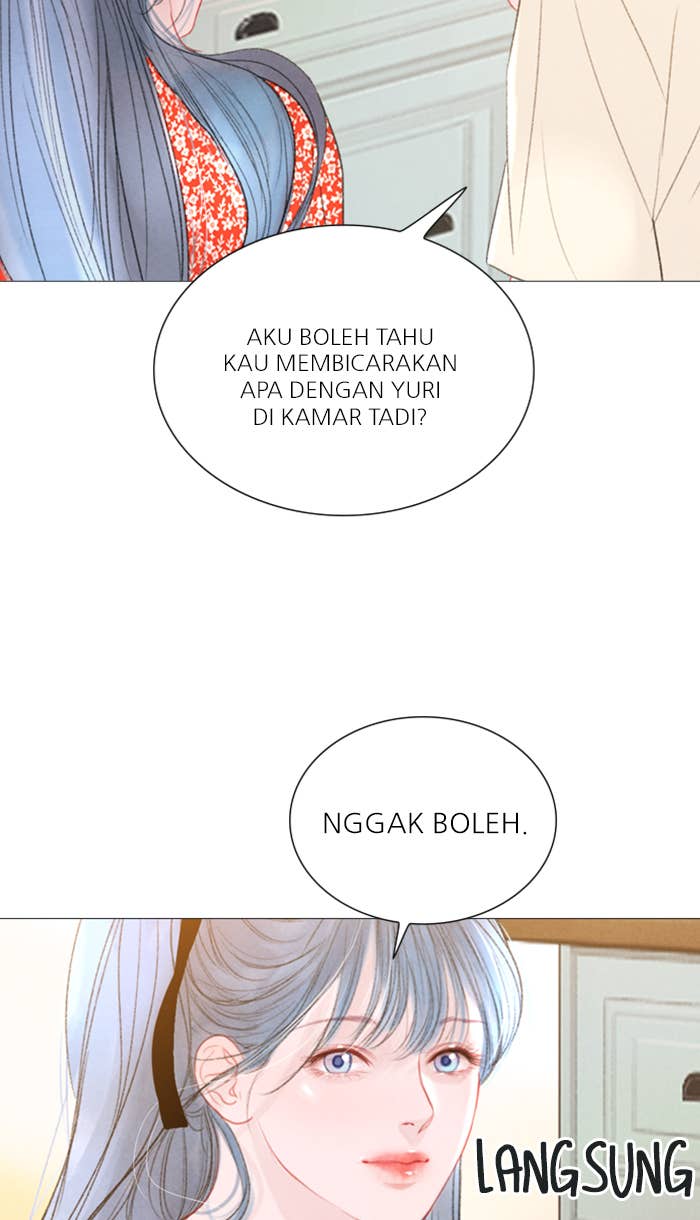 AKU BOLEH TAHU
KAU MEMBICARAKAN
APA DENGAN YURI
DI KAMAR TADI?
NGGAK BOLEH.
LANGSUNG